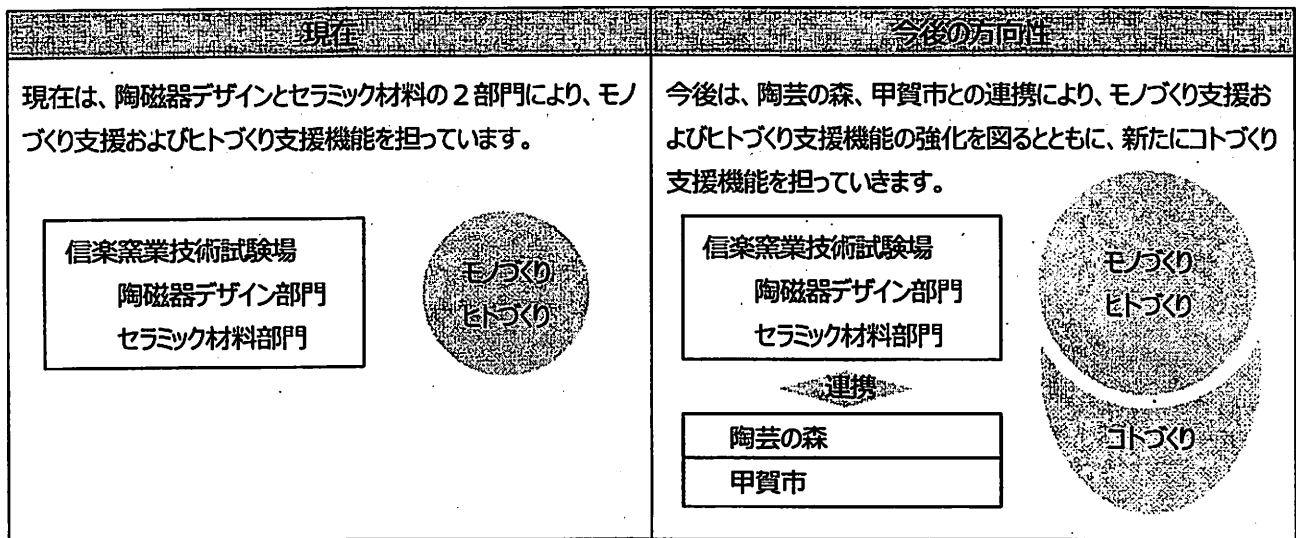 現在
現在は、陶磁器デザインとセラミック材料の2部門により、モノ
づくり支援およびヒトづくり支援機能を担っています。
信楽窯業技術試験場
陶磁器デザイン部門
セラミック材料部門
モノづくり
ヒトづくり
今後の方向性
今後は、陶芸の森、甲賀市との連携により、モノづくり支援お
よびヒトづくり支援機能の強化を図るとともに、新たにコトづくり
支援機能を担っていきます。
信楽窯業技術試験場
陶磁器デザイン部門
セラミック材料部門
連携
陶芸の森
甲賀市
モノづくり
ヒトづくり
コトづくり